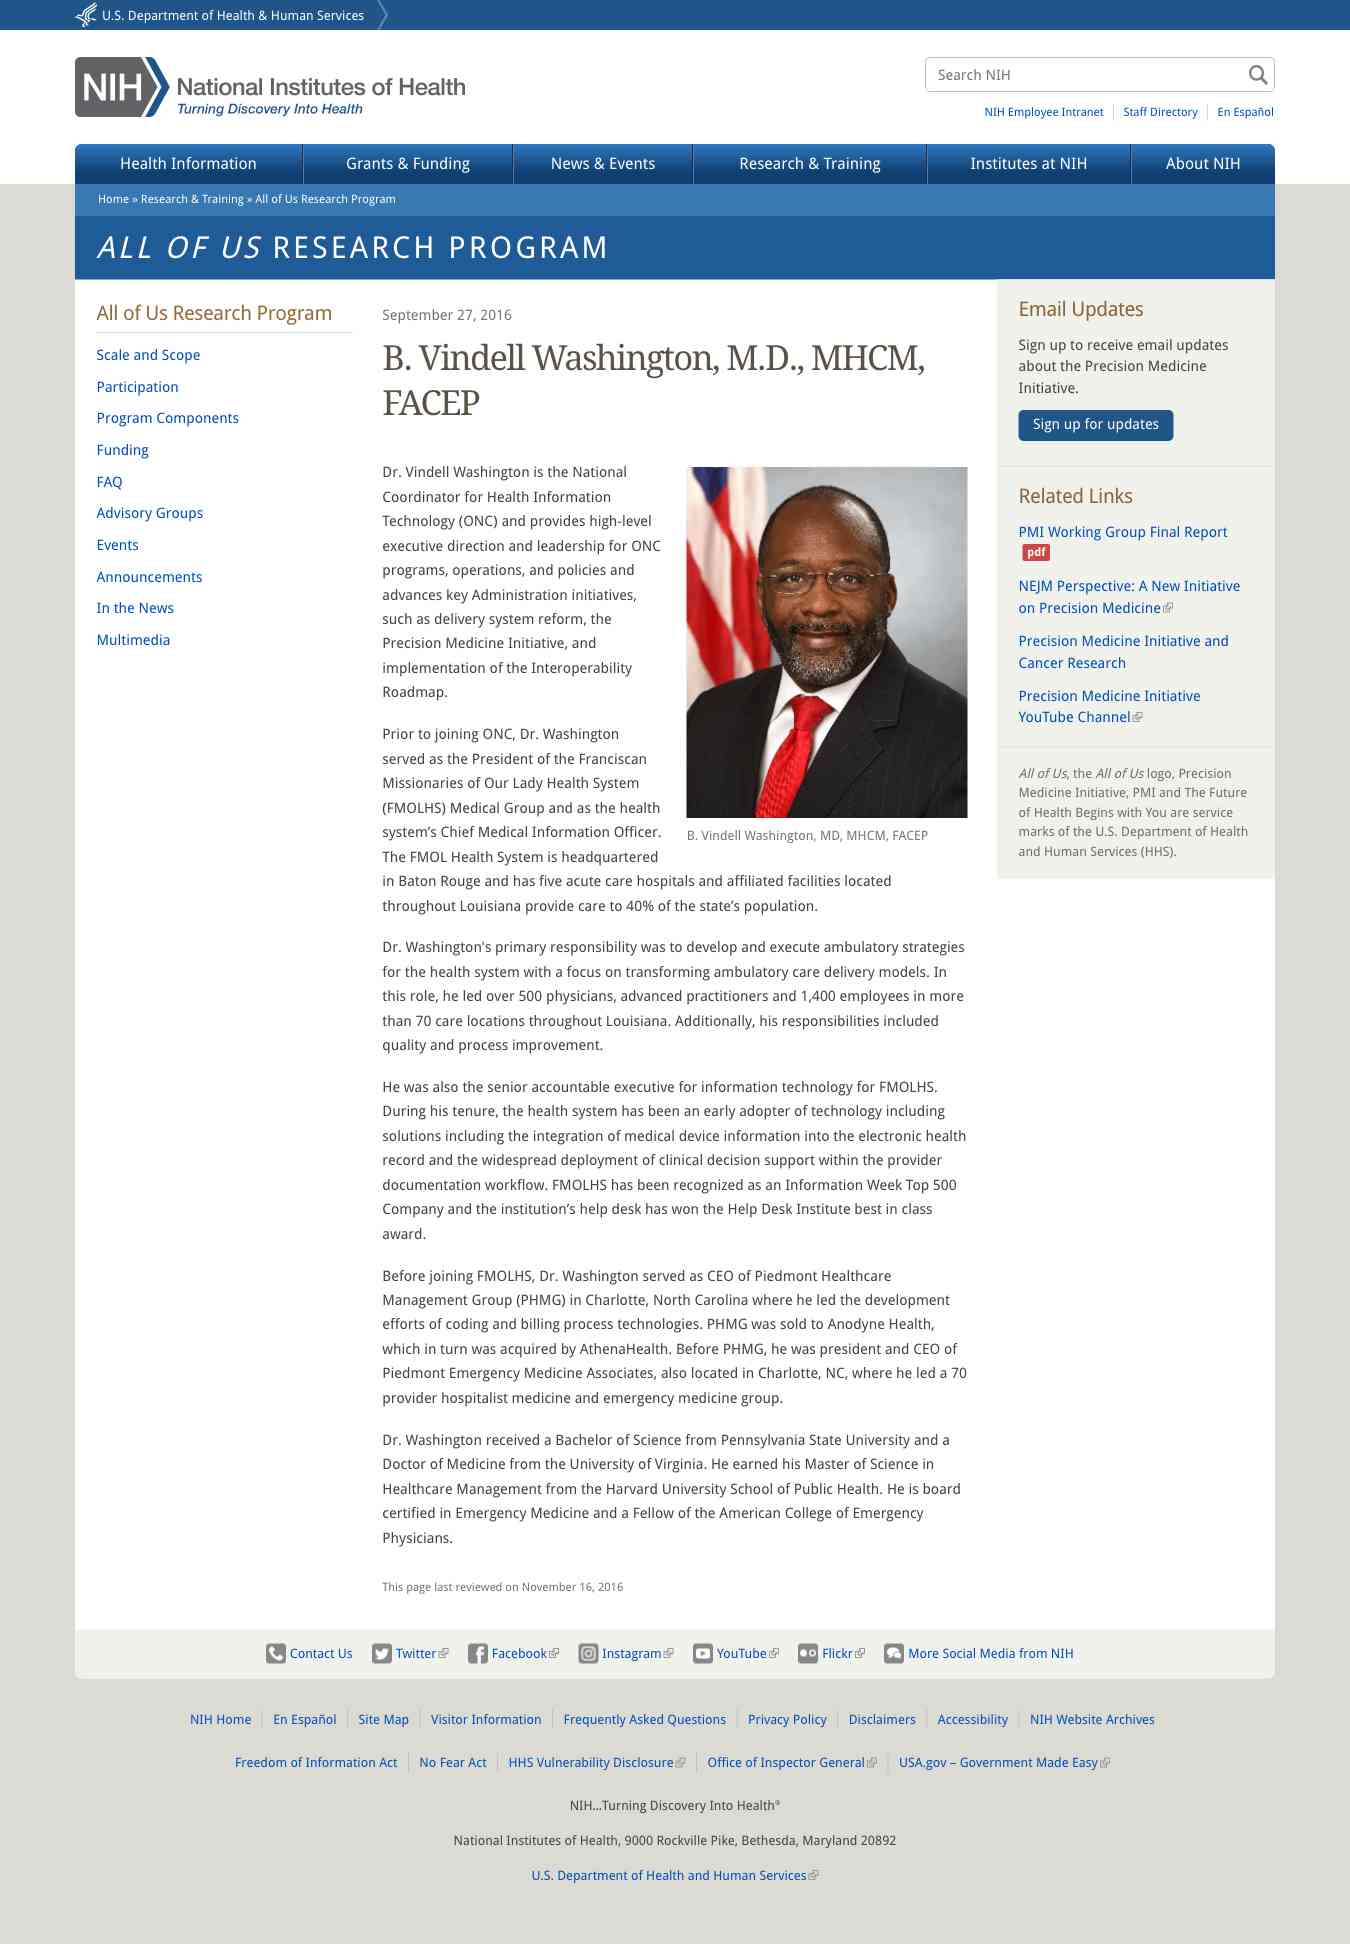 U.S. Department of Health & Human Services
NIH
National Institutes of Health
Turning Discovery Into Health
Search NIH
NIH Employee Intranet
Staff Directory
En Español
Health Information
Grants & Funding
News & Events
Research & Training
Institutes at NIH
About NIH
Home » Research & Training » All of Us Research Program
ALL OF US RESEARCH PROGRAM
All of Us Research Program
Scale and Scope
Participation
Program Components
Funding
FAQ
Advisory Groups
Events
Announcements
In the News
Multimedia
September 27, 2016
B. Vindell Washington, M.D., MHCM,
FACEP
Dr. Vindell Washington is the National
Coordinator for Health Information
Technology (ONC) and provides high-level
executive direction and leadership for ONC
programs, operations, and policies and
advances key Administration initiatives,
such as delivery system reform, the
Precision Medicine Initiative, and
implementation of the Interoperability
Roadmap.
Prior to joining ONC, Dr. Washington
served as the President of the Franciscan
Missionaries of Our Lady Health System
(FMOLHS) Medical Group and as the health
system’s Chief Medical Information Officer.
The FMOL Health System is headquartered
in Baton Rouge and has five acute care hospitals and affiliated facilities located
throughout Louisiana provide care to 40% of the state’s population.
B. Vindell Washington, MD, MHCM, FACEP
Dr. Washington's primary responsibility was to develop and execute ambulatory strategies
for the health system with a focus on transforming ambulatory care delivery models. In
this role, he led over 500 physicians, advanced practitioners and 1,400 employees in more
than 70 care locations throughout Louisiana. Additionally, his responsibilities included
quality and process improvement.
He was also the senior accountable executive for information technology for FMOLHS.
During his tenure, the health system has been an early adopter of technology including
solutions including the integration of medical device information into the electronic health
record and the widespread deployment of clinical decision support within the provider
documentation workflow. FMOLHS has been recognized as an Information Week Top 500
Company and the institution’s help desk has won the Help Desk Institute best in class
award.
Before joining FMOLHS, Dr. Washington served as CEO of Piedmont Healthcare
Management Group (PHMG) in Charlotte, North Carolina where he led the development
efforts of coding and billing process technologies. PHMG was sold to Anodyne Health,
which in turn was acquired by AthenaHealth. Before PHMG, he was president and CEO of
Piedmont Emergency Medicine Associates, also located in Charlotte, NC, where he led a 70
provider hospitalist medicine and emergency medicine group.
Dr. Washington received a Bachelor of Science from Pennsylvania State University and a
Doctor of Medicine from the University of Virginia. He earned his Master of Science in
Healthcare Management from the Harvard University School of Public Health. He is board
certified in Emergency Medicine and a Fellow of the American College of Emergency
Physicians.
This page last reviewed on November 16, 2016
Email Updates
Sign up to receive email updates
about the Precision Medicine
Initiative.
Sign up for updates
Related Links
PMI Working Group Final Report
pdf
NEJM Perspective: A New Initiative
on Precision Medicine
Precision Medicine Initiative and
Cancer Research
Precision Medicine Initiative
YouTube Channel
All of Us, the All of Us logo, Precision
Medicine Initiative, PMI and The Future
of Health Begins with You are service
marks of the U.S. Department of Health
and Human Services (HHS).
Contact Us
Twitter
Facebook
Instagram
YouTube
Flickr
More Social Media from NIH
NIH Home
En Español
Site Map
Visitor Information
Frequently Asked Questions
Privacy Policy
Disclaimers
Accessibility
NIH Website Archives
Freedom of Information Act
No Fear Act
HHS Vulnerability Disclosure
Office of Inspector General
USA.gov – Government Made Easy
NIH…Turning Discovery Into Health®
National Institutes of Health, 9000 Rockville Pike, Bethesda, Maryland 20892
U.S. Department of Health and Human Services